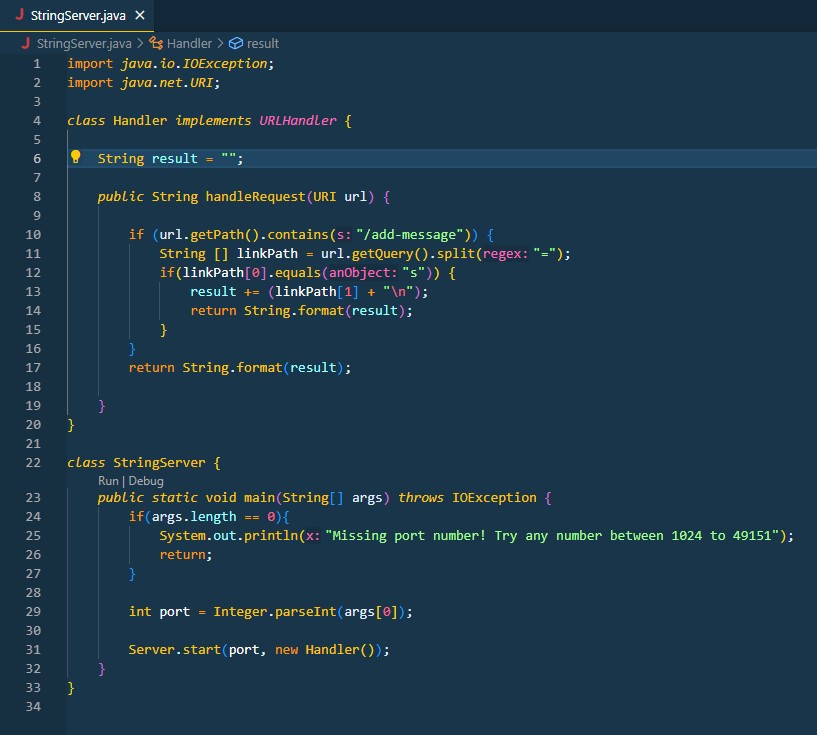 J StringServer.java ×
J StringServer.java > Handler > result
1 import java.io.IOException;
2 import java.net.URI;
3
4 class Handler implements URLHandler {
5
6     String result = "";
7
8     public String handleRequest(URI url) {
9
10         if (url.getPath().contains(s: "/add-message")) {
11             String [] linkPath = url.getQuery().split(regex: "=");
12             if(linkPath[0].equals(anObject: "s")) {
13                 result += (linkPath[1] + "\n");
14                 return String.format(result);
15             }
16         }
17         return String.format(result);
18
19     }
20 }
21
22 class StringServer {
Run | Debug
23     public static void main(String[] args) throws IOException {
24         if(args.length == 0){
25             System.out.println(x: "Missing port number! Try any number between 1024 to 49151");
26             return;
27         }
28
29         int port = Integer.parseInt(args[0]);
30
31         Server.start(port, new Handler());
32     }
33 }
34